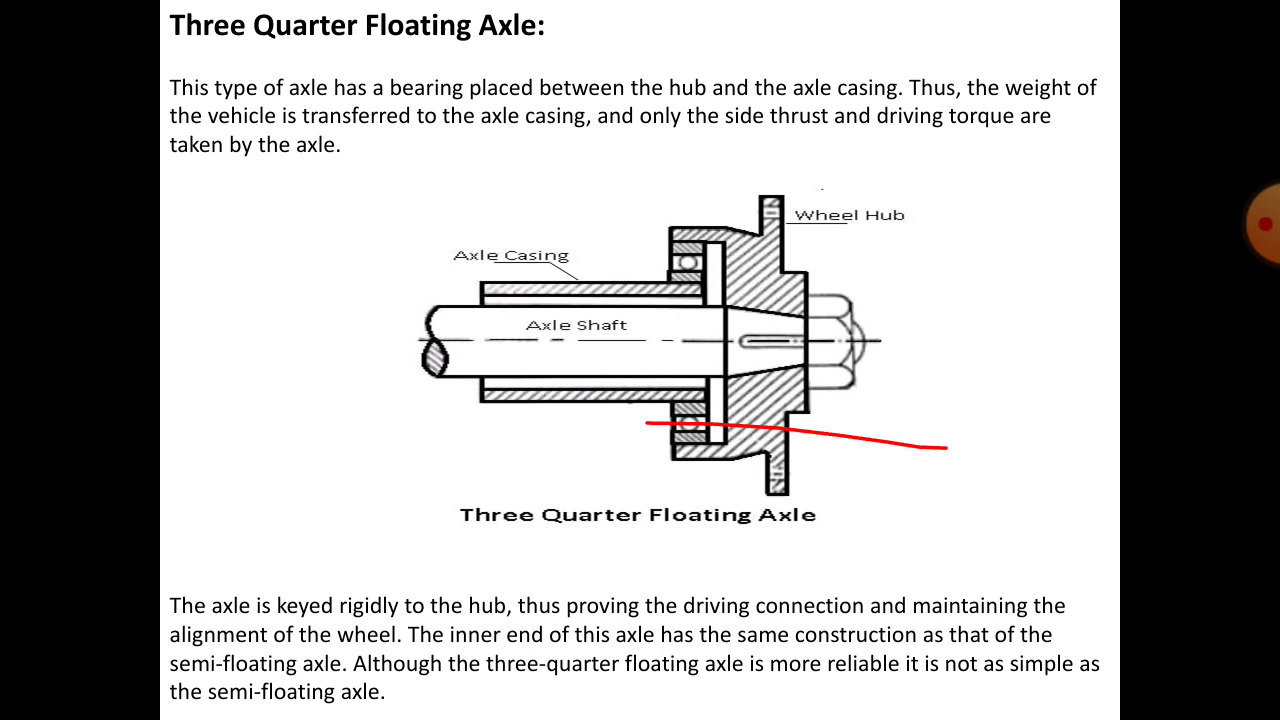 Three Quarter Floating Axle:
This type of axle has a bearing placed between the hub and the axle casing. Thus, the weight of
the vehicle is transferred to the axle casing, and only the side thrust and driving torque are
taken by the axle.
Wheel Hub
Axle Casing
Axle Shaft
Three Quarter Floating Axle
The axle is keyed rigidly to the hub, thus proving the driving connection and maintaining the
alignment of the wheel. The inner end of this axle has the same construction as that of the
semi-floating axle. Although the three-quarter floating axle is more reliable it is not as simple as
the semi-floating axle.